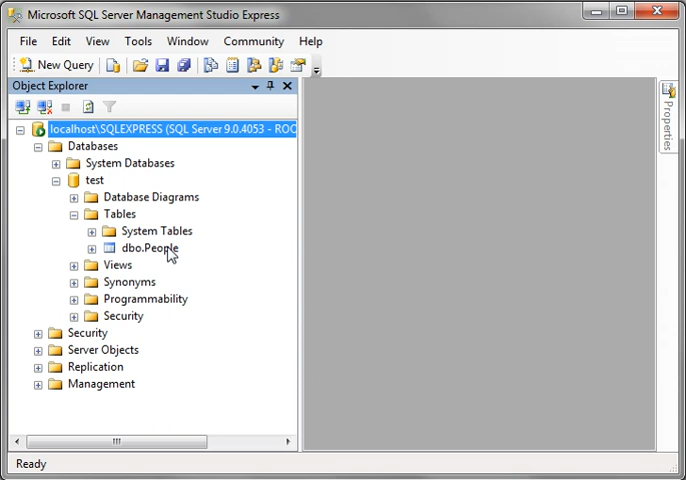 Microsoft SQL Server Management Studio Express
File Edit View Tools Window Community Help
New Query
Object Explorer
localhost\SQLEXPRESS (SQL Server 9.0.4053 - ROO
Databases
System Databases
test
Database Diagrams
Tables
System Tables
dbo.People
Views
Synonyms
Programmability
Security
Security
Server Objects
Replication
Management
Ready
Properties